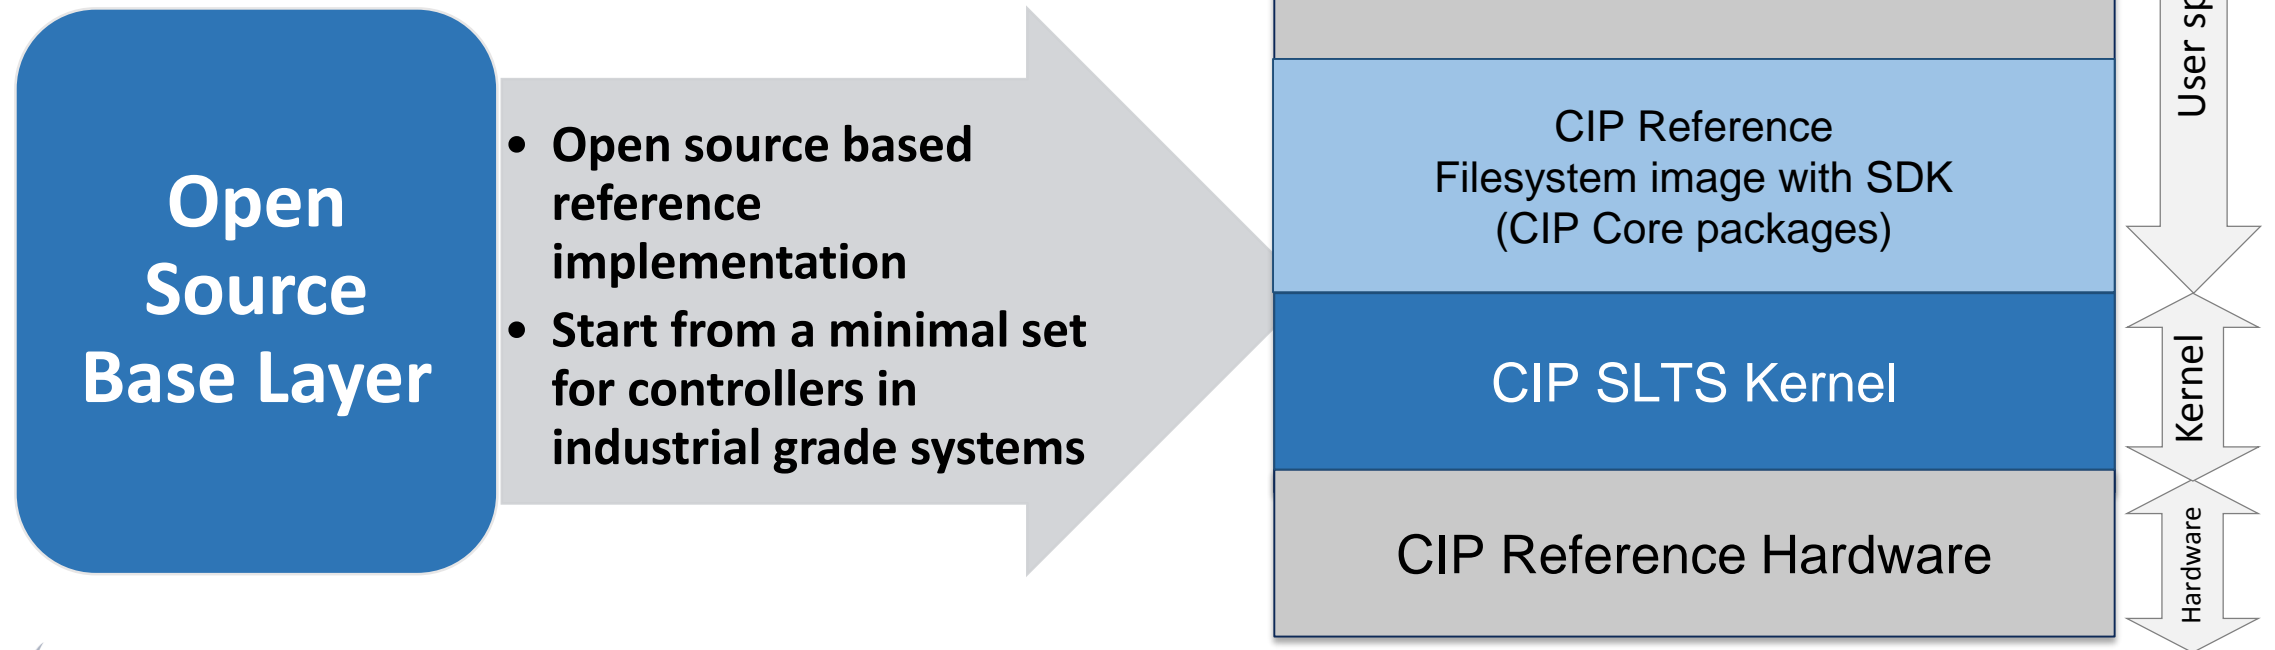 Open
Source
Base Layer
• Open source based
reference
implementation
• Start from a minimal set
for controllers in
industrial grade systems
CIP Reference
Filesystem image with SDK
(CIP Core packages)
CIP SLTS Kernel
CIP Reference Hardware
User
Kernel
Hardware